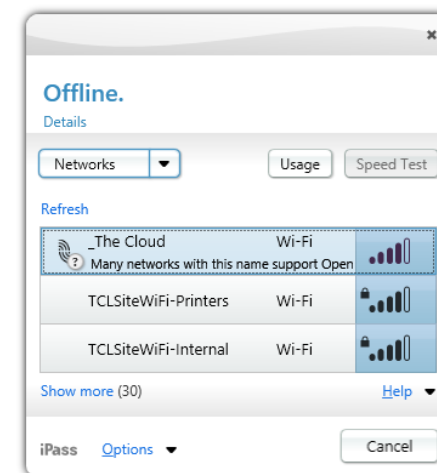 Offline.
Details
Networks Usage Speed Test
Refresh
_The Cloud Wi-Fi
? Many networks with this name support Open
TCLSiteWiFi-Printers Wi-Fi
TCLSiteWiFi-Internal Wi-Fi
Show more (30) Help
iPass Options Cancel